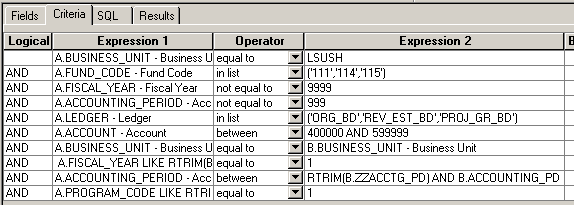 Fields Criteria SQL Results
Logical Expression 1 Operator Expression 2 B
A.BUSINESS_UNIT - Business U equal to LSUSH
AND A.FUND_CODE - Fund Code in list ('111','114','115')
AND A.FISCAL_YEAR - Fiscal Year not equal to 9999
AND A.ACCOUNTING_PERIOD - Acc not equal to 999
AND A.LEDGER - Ledger in list ('ORG_BD','REV_EST_BD','PROJ_GR_BD')
AND A.ACCOUNT - Account between 400000 AND 599999
AND A.BUSINESS_UNIT - Business U equal to B.BUSINESS_UNIT - Business Unit
AND A.FISCAL_YEAR LIKE RTRIM(B equal to 1
AND A.ACCOUNTING_PERIOD - Acc between RTRIM(B.ZZACCTG_PD) AND B.ACCOUNTING_PD
AND A.PROGRAM_CODE LIKE RTRI equal to 1